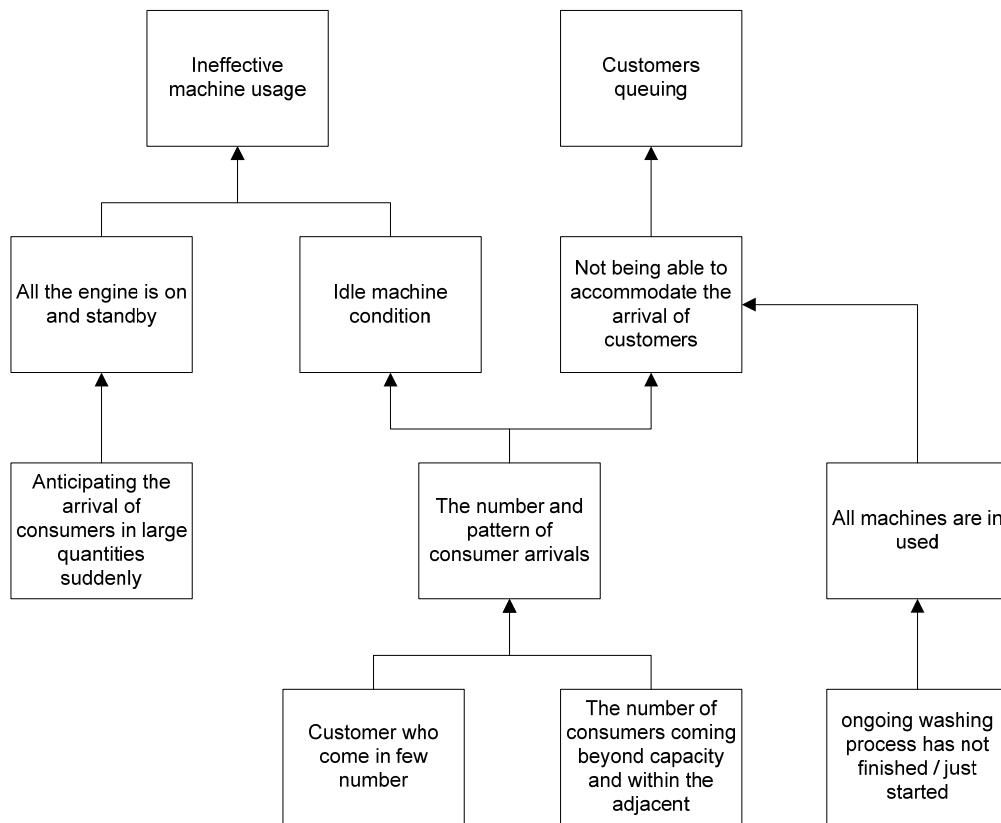 Ineffective
machine usage
Customers
queuing
All the engine is on
and standby
Idle machine
condition
Not being able to
accommodate the
arrival of
customers
Anticipating the
arrival of
consumers in large
quantities
suddenly
The number and
pattern of
consumer arrivals
All machines are in
used
Customer who
come in few
number
The number of
consumers coming
beyond capacity
and within the
adjacent
ongoing washing
process has not
finished / just
started